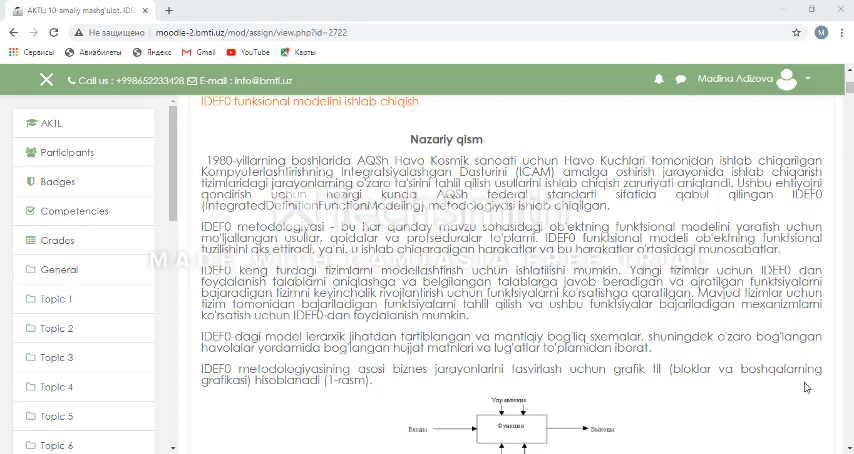 AKTL: 10-amaliy mashg'ulot. IDE
Не защищено | moodle-2.bmti.uz/mod/assign/view.php?id=2722
M
Сервисы Авиабилеты Яндекс Gmail YouTube Карты
Call us : +998652233428 E-mail : info@bmti.uz Madina Adizova
AKTL
Participants
Badges
Competencies
Grades
General
Topic 1
Topic 2
Topic 3
Topic 4
Topic 5
Topic 6
IDEF0 funksional modelini ishlab chiqish
Nazariy qism
1980-yillarning boshlarida AQSh Havo Kosmik sanoati uchun Havo Kuchlari tomonidan ishlab chiqarilgan
Kompyuterlashtirishning Integratsiyalashgan Dasturini (ICAM) amalga oshirish jarayonida ishlab chiqarish
tizimlaridagi jarayonlarning o'zaro ta'sirini tahlil qilish usullarini ishlab chiqish zaruriyati aniqlandi. Ushbu ehtiyojni
qondirish uchun hozirgi kunda AQSh federal standarti sifatida qabul qilingan IDEF0
(IntegratedDefinitionFunctionModeling) metodologiyasi ishlab chiqilgan.
IDEF0 metodologiyasi - bu har qanday mavzu sohasidagi ob'ektning funktsional modelini yaratish uchun
mo'ljallangan usullar, qoidalar va protseduralar to'plami. IDEF0 funktsional modeli ob'ektning funktsional
tuzilishini aks ettiradi, ya'ni. u ishlab chiqaradigan harakatlar va bu harakatlar o'rtasidagi munosabatlar.
MADE WITH CAMTASIA FREE TRIAL
IDEF0 keng turdagi tizimlarni modellashtirish uchun ishlatilishi mumkin. Yangi tizimlar uchun IDEF0 dan
foydalanish talablarni aniqlashga va belgilangan talablarga javob beradigan va ajratilgan funktsiyalarni
bajaradigan tizimni keyinchalik rivojlantirish uchun funktsiyalarni ko'rsatishga qaratilgan. Mavjud tizimlar uchun
tizim tomonidan bajariladigan funktsiyalarni tahlil qilish va ushbu funktsiyalar bajariladigan mexanizmlarni
ko'rsatish uchun IDEF0-dan foydalanish mumkin.
IDEF0-dagi model ierarxik jihatdan tartiblangan va mantiqiy bog'liq sxemalar, shuningdek o'zaro bog'langan
havolalar yordamida bog'langan hujjat matnlari va lug'atlar to'plamidan iborat.
IDEF0 metodologiyasining asosi biznes jarayonlarini tasvirlash uchun grafik til (bloklar va boshqalarning
grafikasi) hisoblanadi (1-rasm).
Управление
Входы
Функция
Выходы